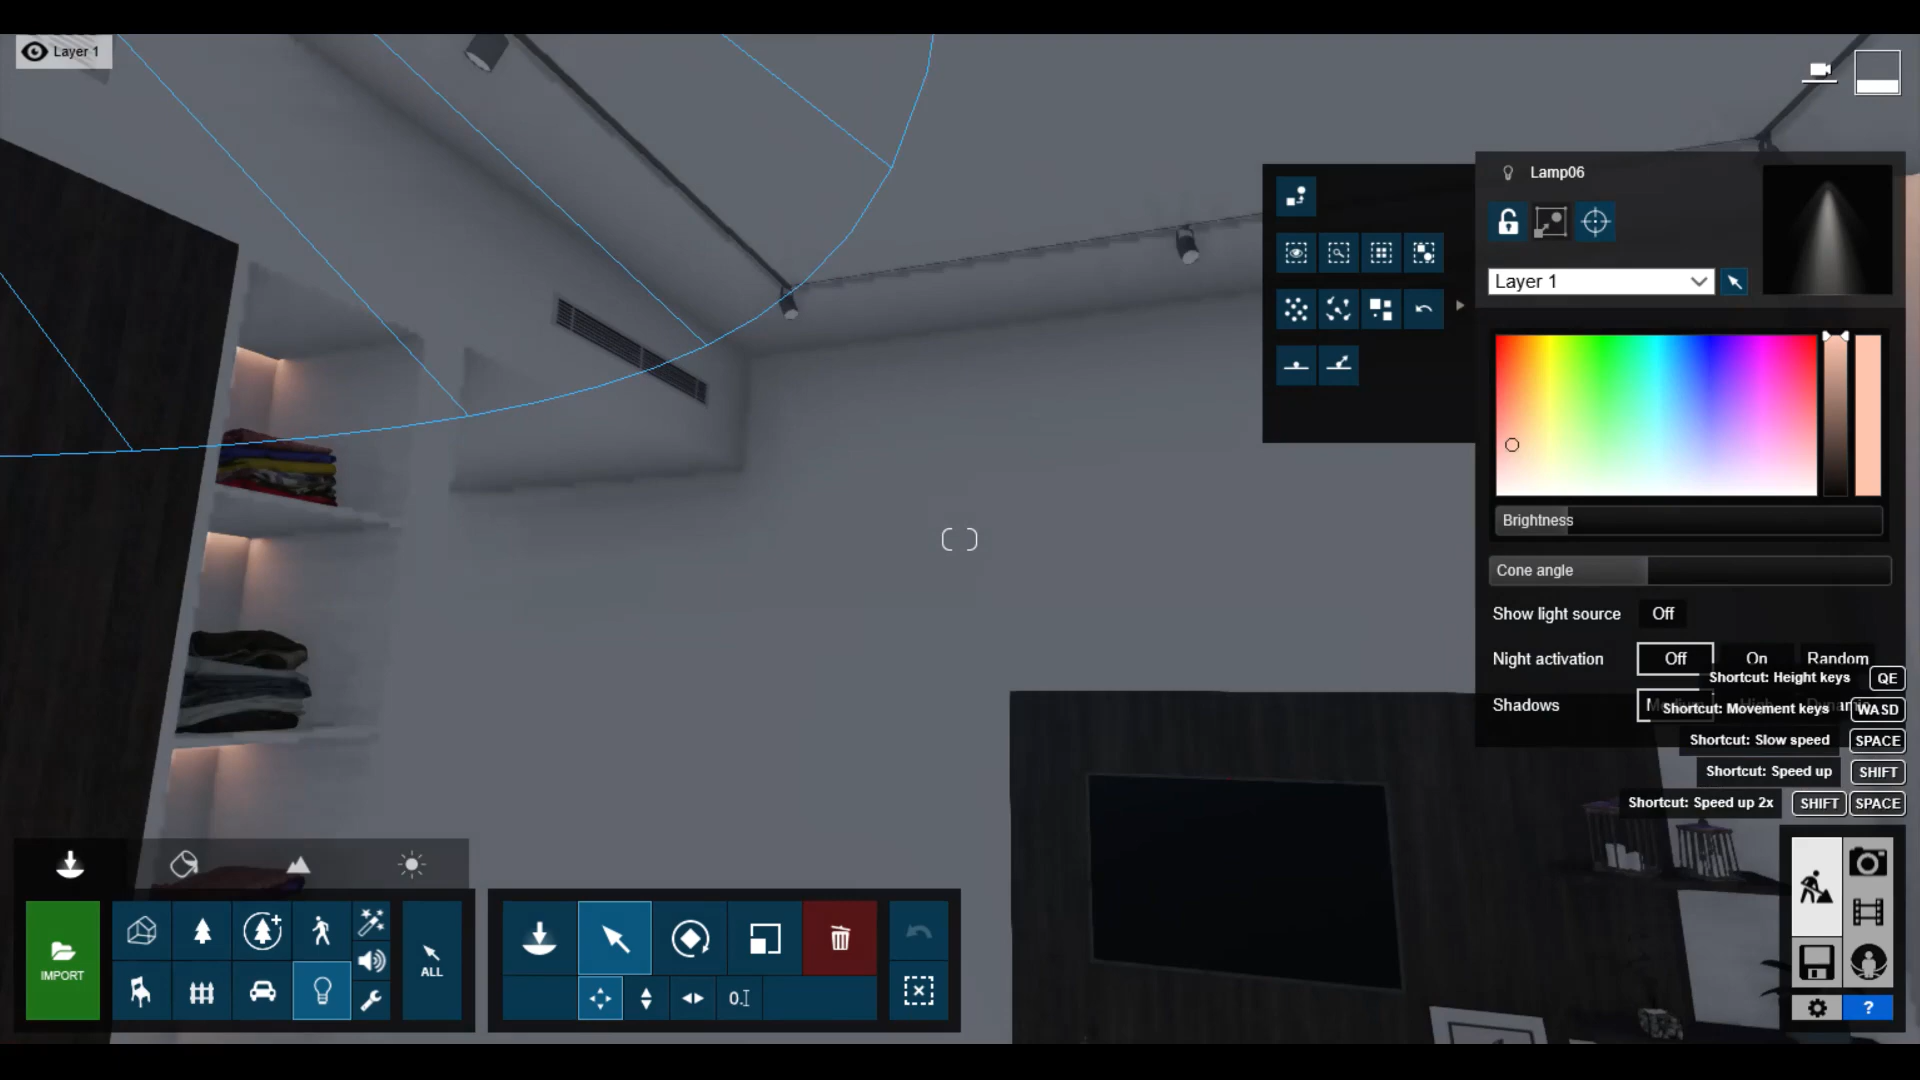 Layer 1
Lamp06
Layer 1
Brightness
Cone angle
Show light source Off
Night activation Off On Random
Shortcut: Height keys QE
Shadows
Shortcut: Movement keys WASD
Shortcut: Slow speed SPACE
Shortcut: Speed up SHIFT
Shortcut: Speed up 2x SHIFT SPACE
IMPORT
ALL
?